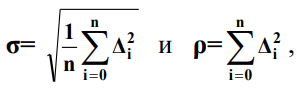 σ= √(1/n ∑_{i=0}^{n} Δ_i^2) и ρ= ∑_{i=0}^{n} Δ_i^2 ,